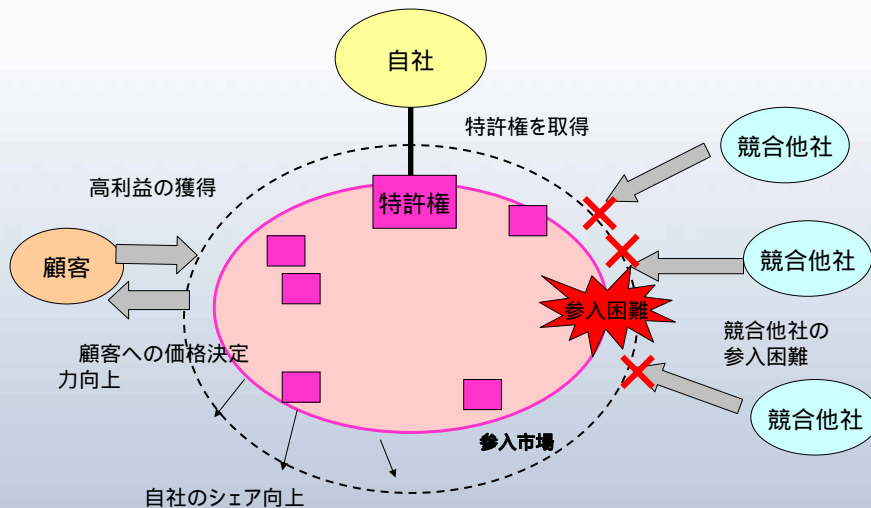 自社
特許権を取得
競合他社
高利益の獲得
特許権
顧客
競合他社
参入困難
競合他社の
参入困難
顧客への価格決定
力向上
競合他社
参入市場
自社のシェア向上